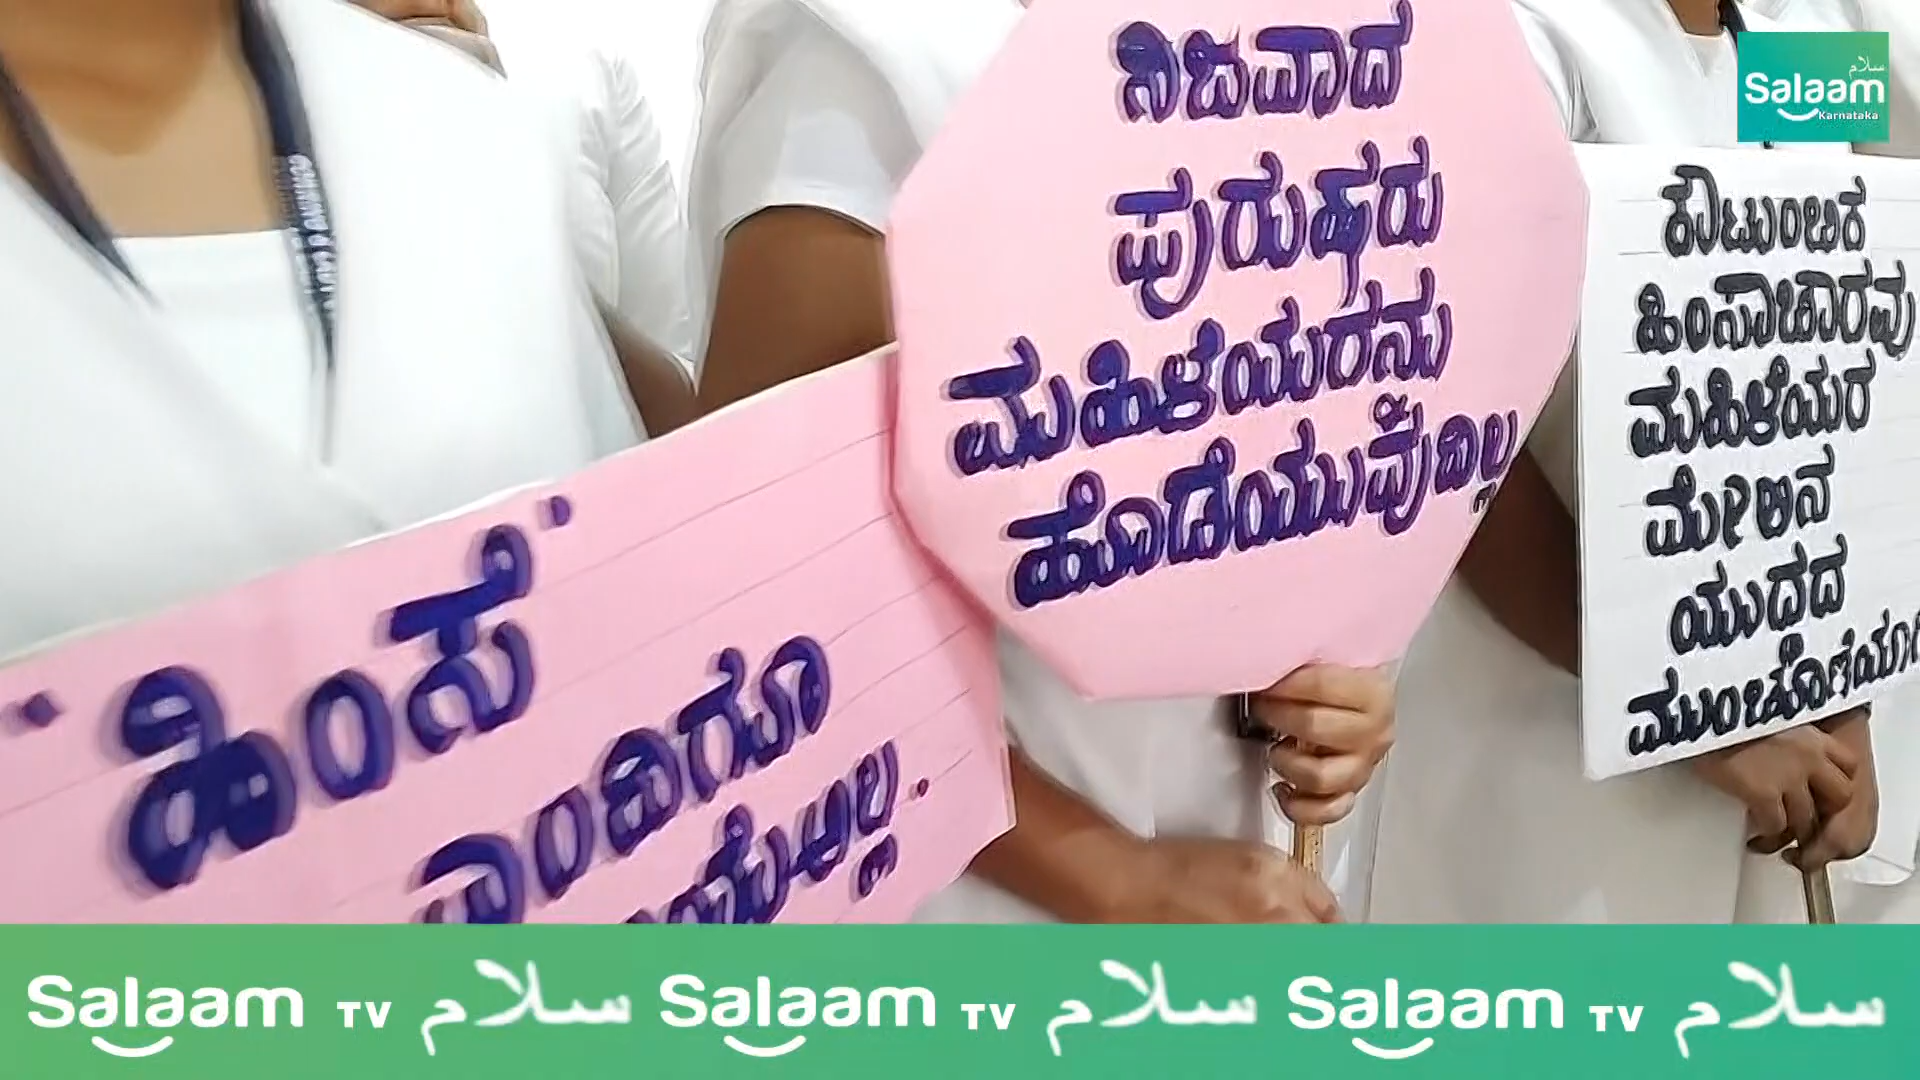 ನಿಜವಾದ
ಪುರುಷರು
ಮಹಿಳೆಯರನ್ನು
ಹೊಡೆಯುವುದಿಲ್ಲ
"ಹಿಂಸೆ"
ಎಂದಿಗೂ
ಕೌಟುಂಬಿಕ
ಹಿಂಸಾಚಾರವು
ಮಹಿಳೆಯರ
ಮೇಲಿನ
ಯುದ್ಧದ
سلام
Salaam
Karnataka
Salaam TV سلام Salaam TV سلام Salaam TV سلام